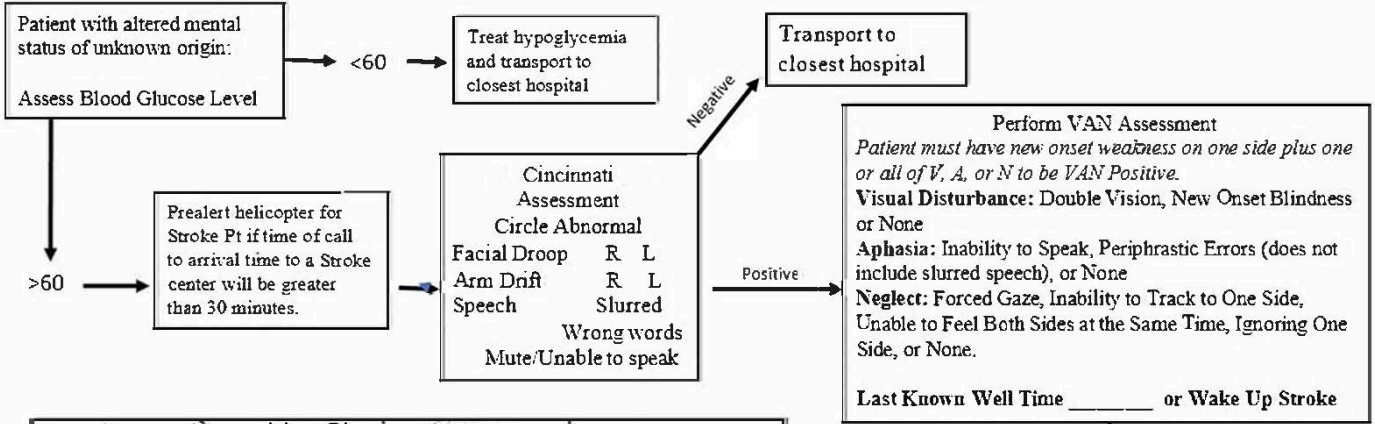 Patient with altered mental
status of unknown origin:
Assess Blood Glucose Level
<60
Treat hypoglycemia
and transport to
closest hospital
Transport to
closest hospital
Negative
>60
Prealert helicopter for
Stroke Pt if time of call
to arrival time to a Stroke
center will be greater
than 30 minutes.
Cincinnati
Assessment
Circle Abnormal
Facial Droop R L
Arm Drift R L
Speech Slurred
Wrong words
Mute/Unable to speak
Positive
Perform VAN Assessment
Patient must have new onset weakness on one side plus one
or all of V, A, or N to be VAN Positive.
Visual Disturbance: Double Vision, New Onset Blindness
or None
Aphasia: Inability to Speak, Periphrastic Errors (does not
include slurred speech), or None
Neglect: Forced Gaze, Inability to Track to One Side,
Unable to Feel Both Sides at the Same Time, Ignoring One
Side, or None.
Last Known Well Time ________ or Wake Up Stroke